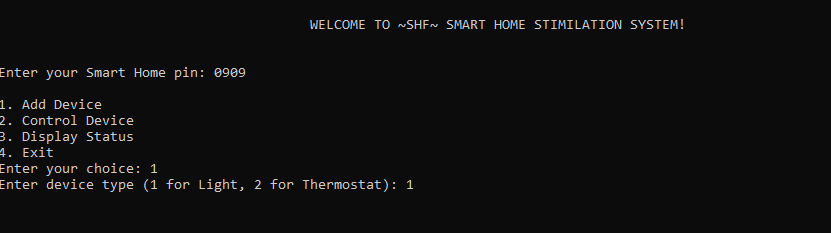 WELCOME TO ~SHF~ SMART HOME STIMILATION SYSTEM!
Enter your Smart Home pin: 0909
1. Add Device
2. Control Device
3. Display Status
4. Exit
Enter your choice: 1
Enter device type (1 for Light, 2 for Thermostat): 1